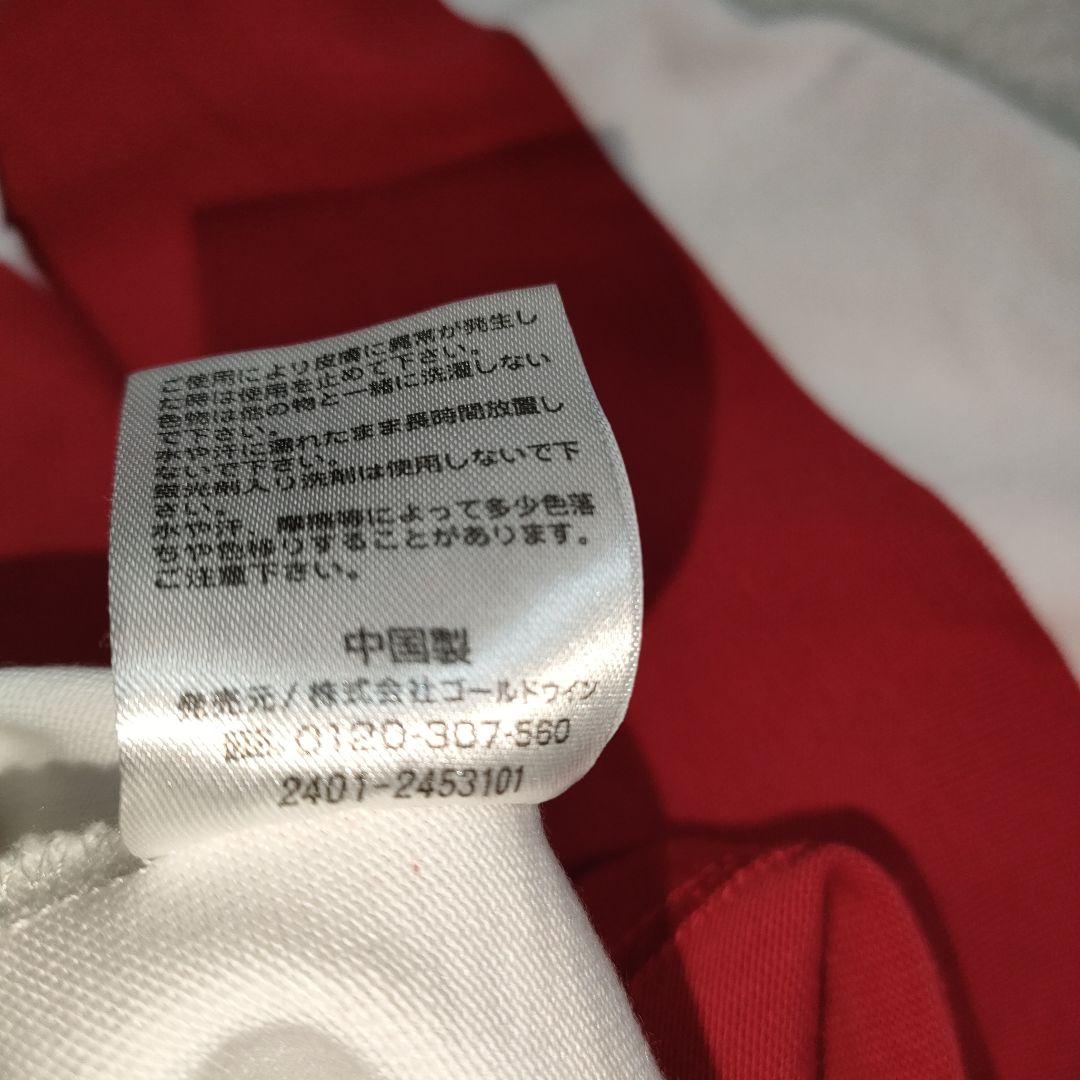 ご使用により皮膚に異常が発生し
た時は使用を止めて下さい。
色物は他の物と一緒に洗濯しない
で下さい。
水や汗に濡れたまま長時間放置し
ないで下さい。
蛍光剤入り洗剤は使用しないで下
さい。
水や汗、摩擦等によって多少色落
ちや色移りすることがあります。
ご注意下さい。
中国製
発売元/株式会社ゴールドウイン
0120-307-560
2401-2453101